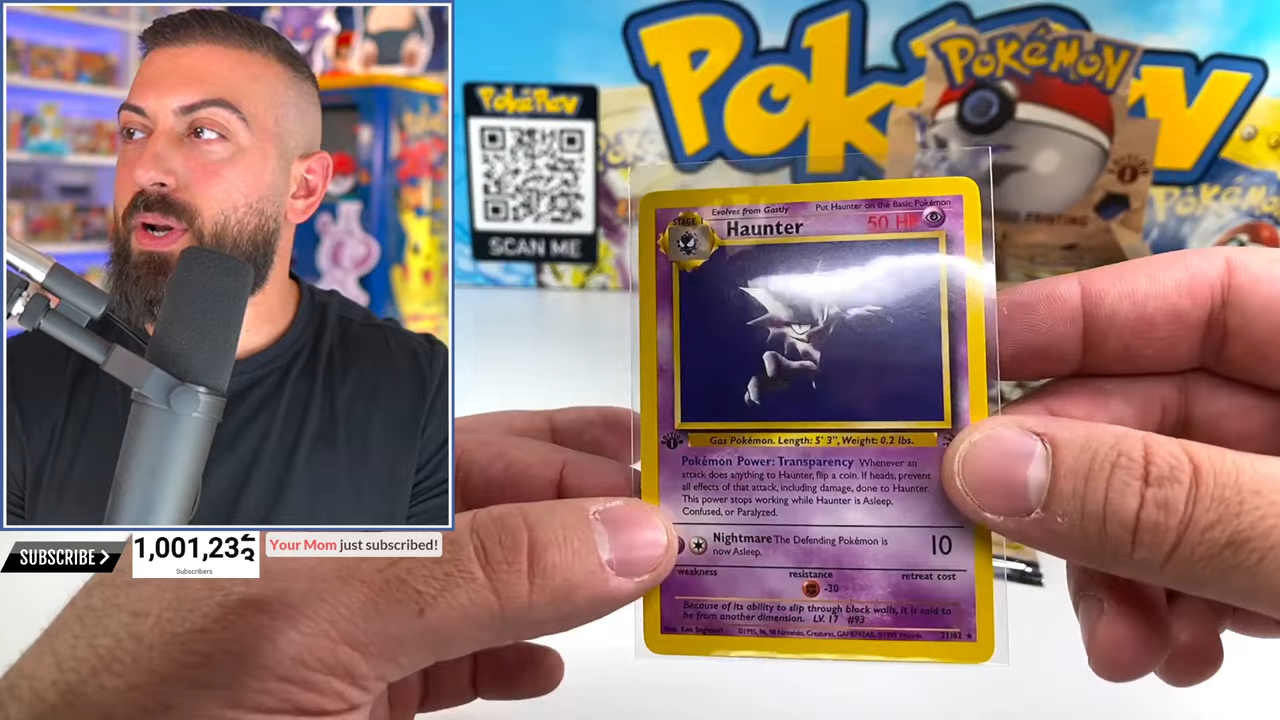 PokéRev
SCAN ME
PokéRev
POKÉMON
POKéMON
Evolves from Gastly
Put Haunter on the Basic Pokémon
STAGE 1
Haunter
50 HP
EDITION
1
Gas Pokémon. Length: 5' 3", Weight: 0.2 lbs.
Pokémon Power: Transparency Whenever an
attack does anything to Haunter, flip a coin. If heads, prevent
all effects of that attack, including damage, done to Haunter.
This power stops working while Haunter is Asleep,
Confused, or Paralyzed.
Nightmare The Defending Pokémon is
now Asleep.
10
weakness
resistance
retreat cost
-30
Because of its ability to slip through block walls, it is said to
be from another dimension. LV. 17 #93
Illus. Ken Sugimori
©1995, 96, 98 Nintendo, Creatures, GAMEFREAK. ©1999 Wizards.
21/62
SUBSCRIBE
Subscribers
Your Mom just subscribed!